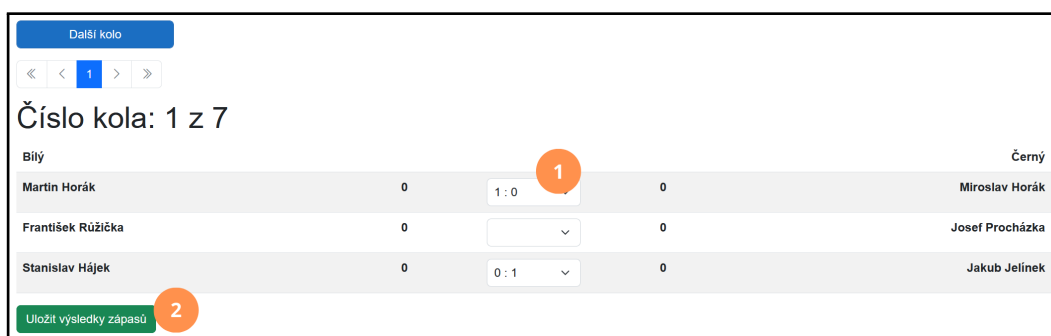 Další kolo
« < 1 > »
Číslo kola: 1 z 7
Bílý Černý
1
Martin Horák 0 1 : 0 0 Miroslav Horák
František Růžička 0 0 Josef Procházka
Stanislav Hájek 0 0 : 1 0 Jakub Jelínek
Uložit výsledky zápasů 2